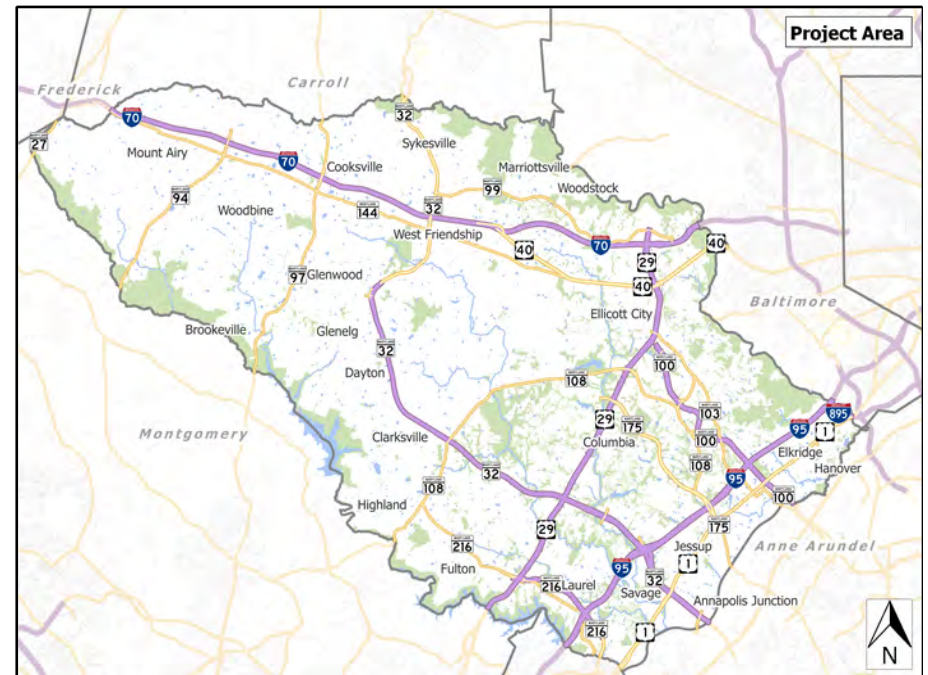 Project Area
Frederick
Carroll
70
27
Mount Airy
32
Sykesville
70
Cooksville
Marriottsville
99
Woodstock
94
Woodbine
144
32
West Friendship
40
70
29
40
40
97
Glenwood
Baltimore
Ellicott City
Brookeville
Glenelg
32
100
Dayton
108
29
175
103
895
Montgomery
Clarksville
Columbia
100
95
1
Elkridge
32
108
95
Hanover
108
100
Highland
29
175
216
Jessup
Anne Arundel
Fulton
95
1
216
Laurel
Savage
32
Annapolis Junction
216
1
N